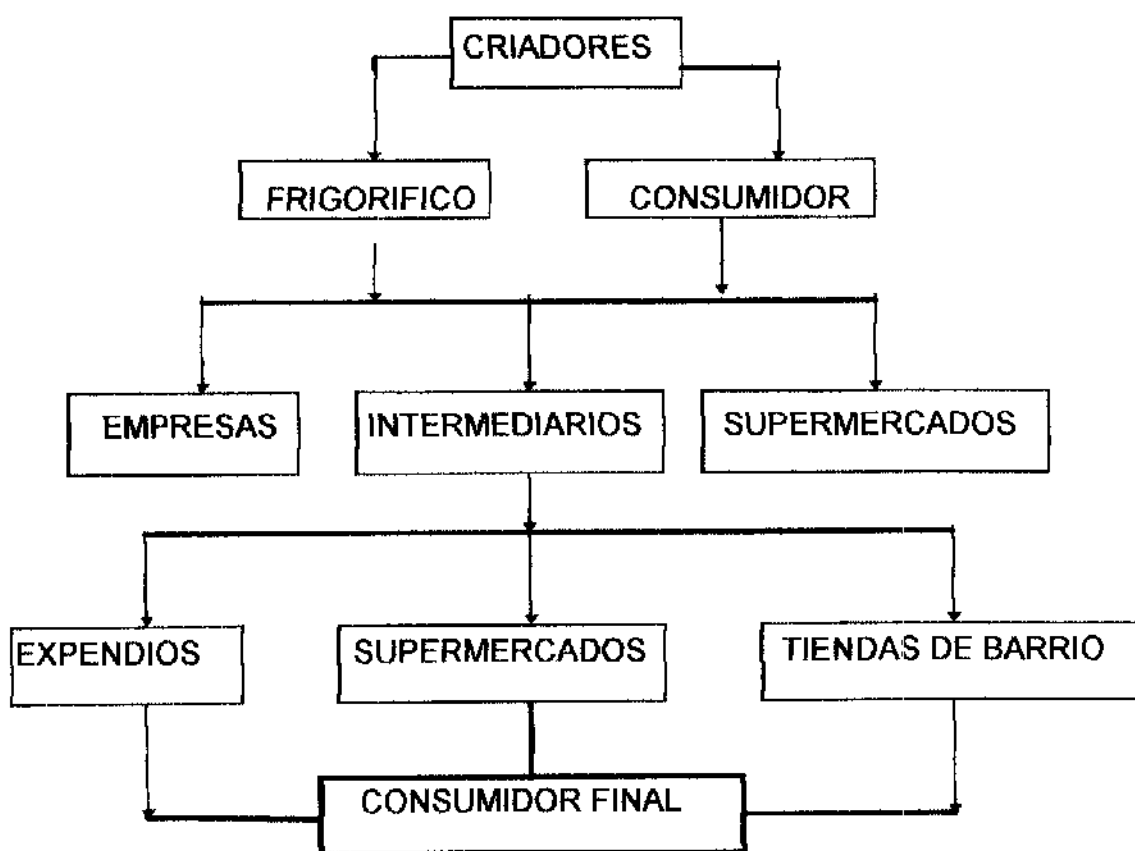 CRIADORES
FRIGORIFICO
CONSUMIDOR
EMPRESAS
INTERMEDIARIOS
SUPERMERCADOS
EXPENDIOS
SUPERMERCADOS
TIENDAS DE BARRIO
CONSUMIDOR FINAL